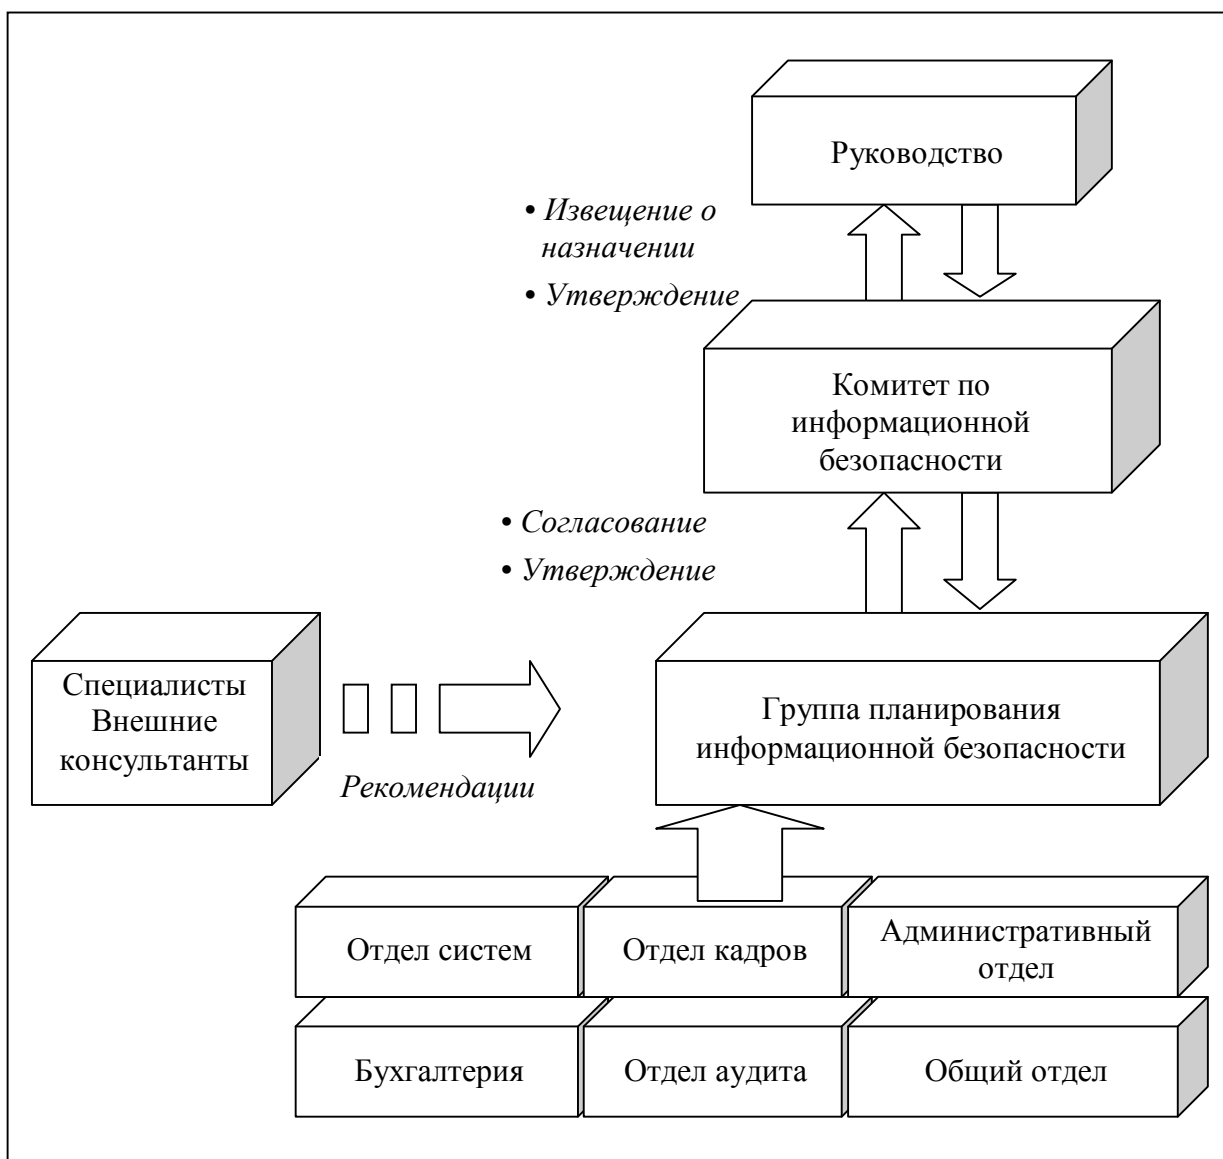 Руководство
• Извещение о
назначении
• Утверждение
Комитет по
информационной
безопасности
• Согласование
• Утверждение
Специалисты
Внешние
консультанты
Рекомендации
Группа планирования
информационной безопасности
Отдел систем
Отдел кадров
Административный
отдел
Бухгалтерия
Отдел аудита
Общий отдел